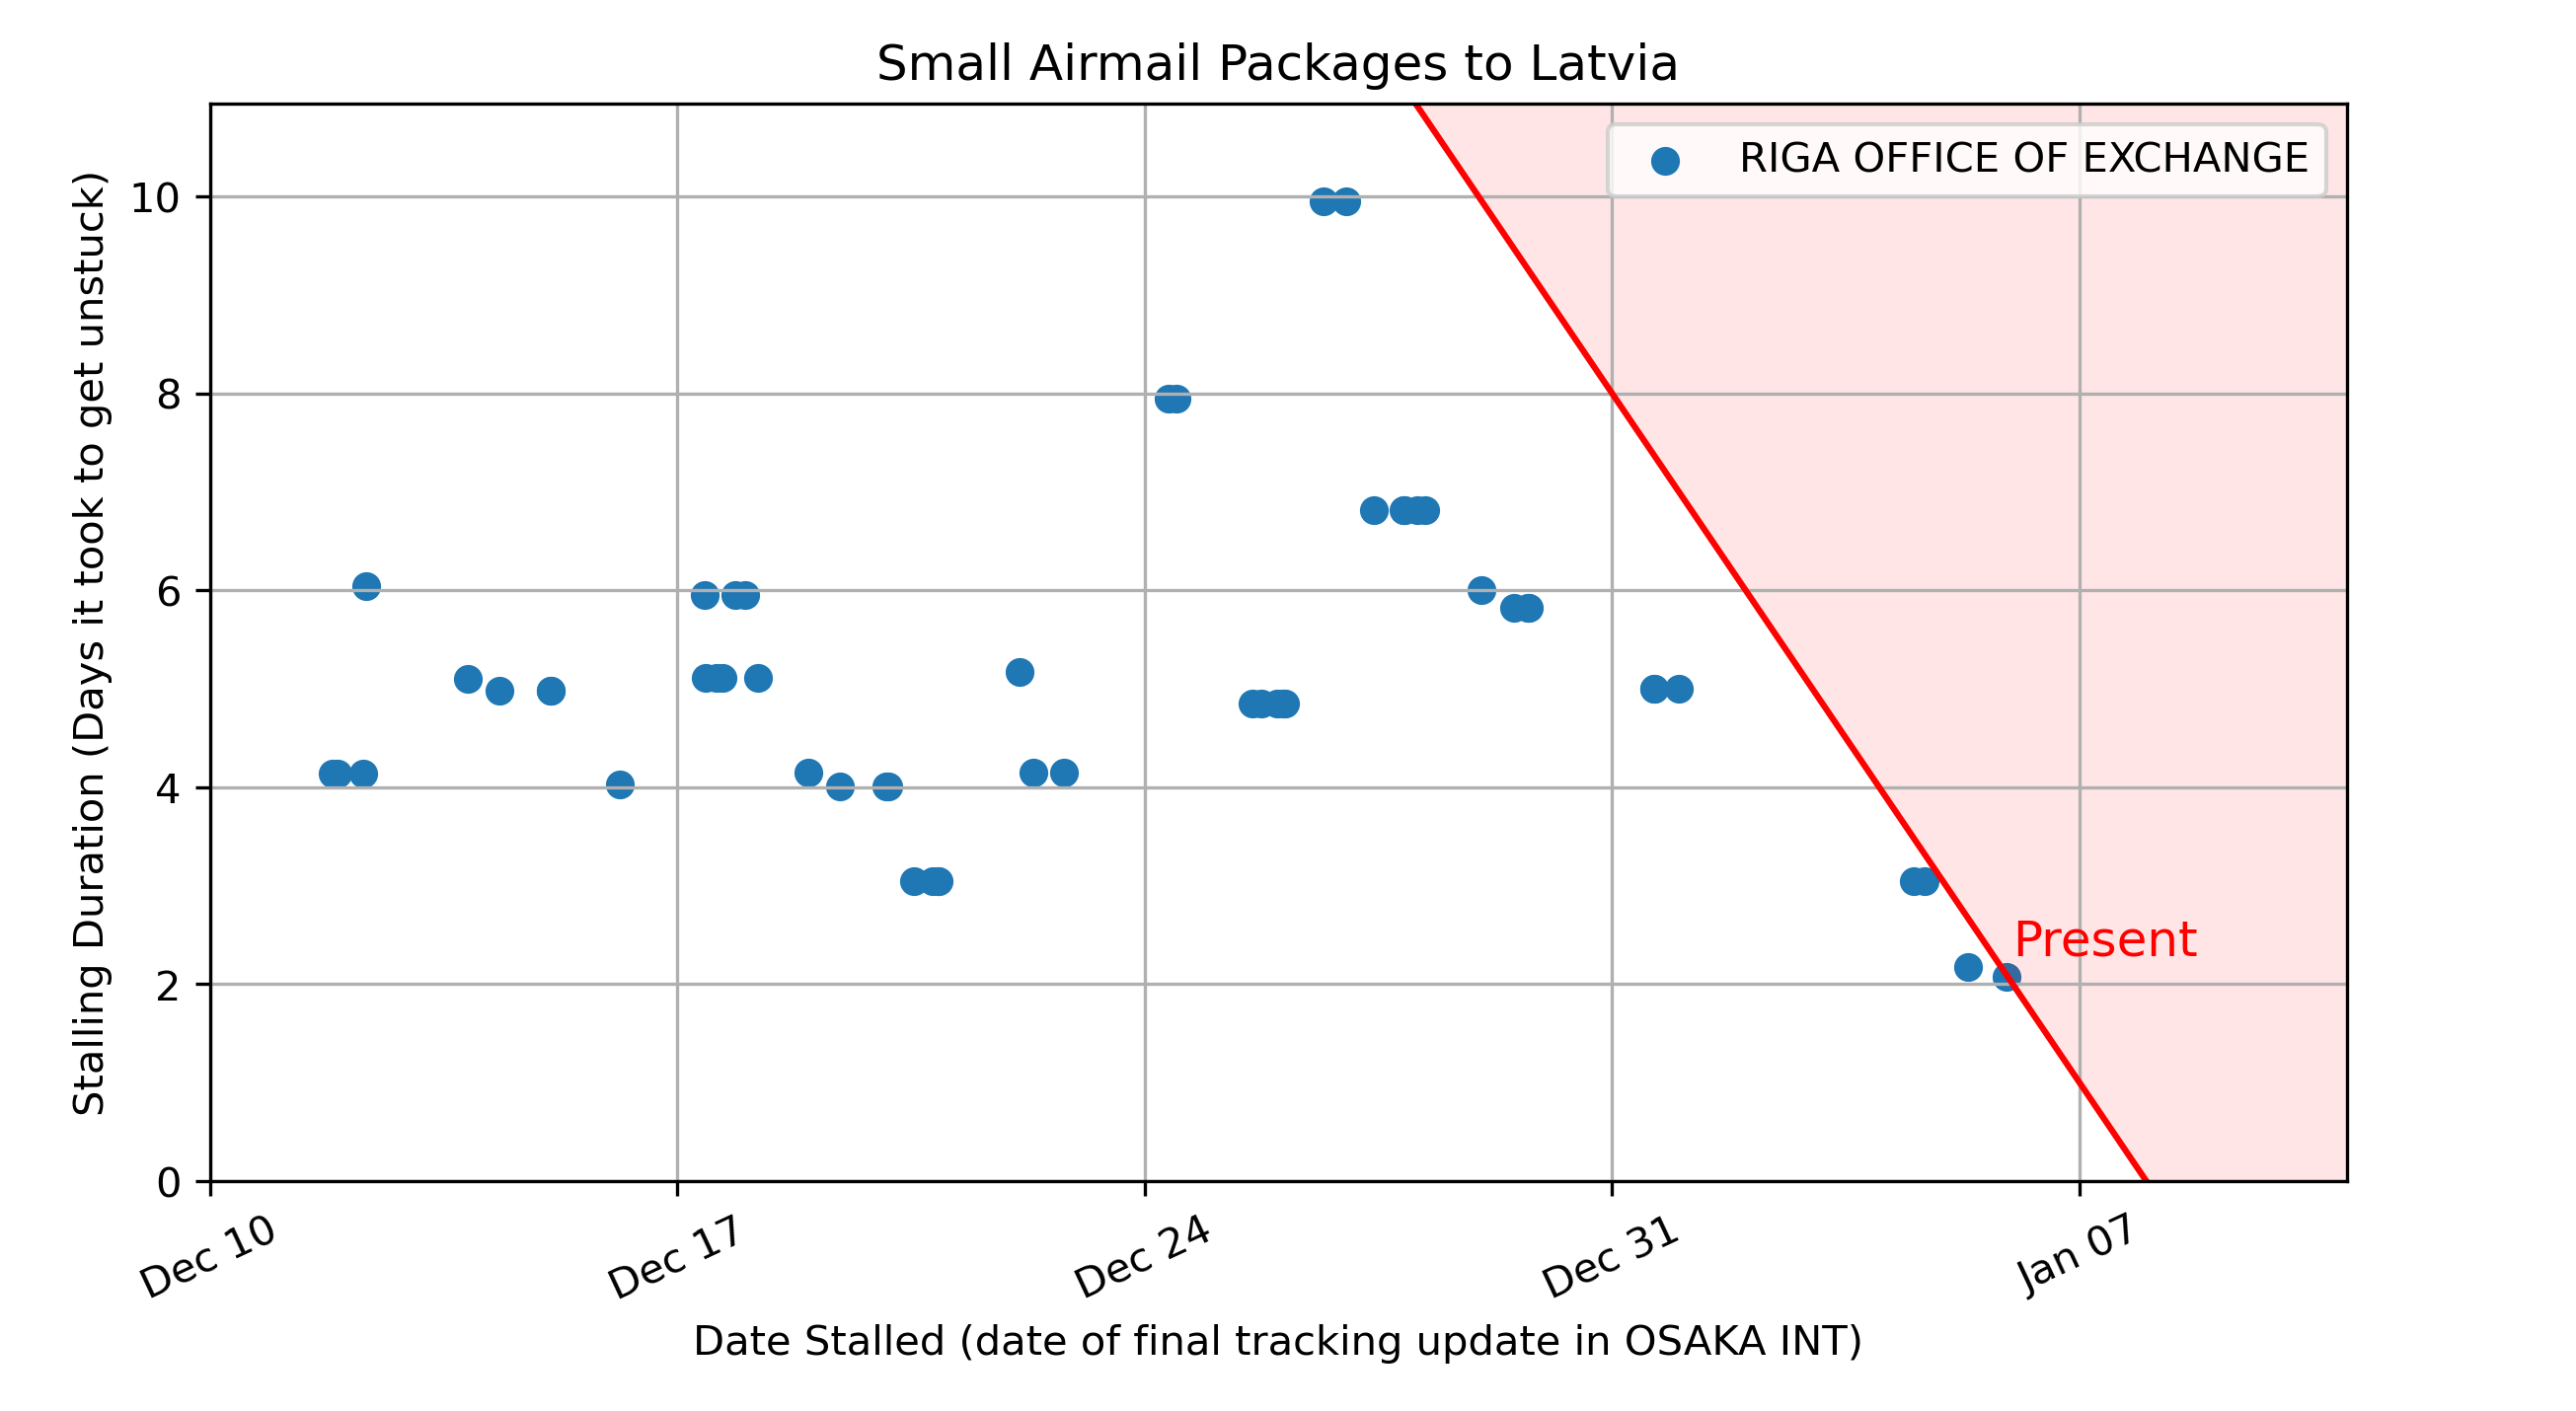 Small Airmail Packages to Latvia
RIGA OFFICE OF EXCHANGE
Stalling Duration (Days it took to get unstuck)
10
8
6
4
2
0
Present
Dec 10
Dec 17
Dec 24
Dec 31
Jan 07
Date Stalled (date of final tracking update in OSAKA INT)